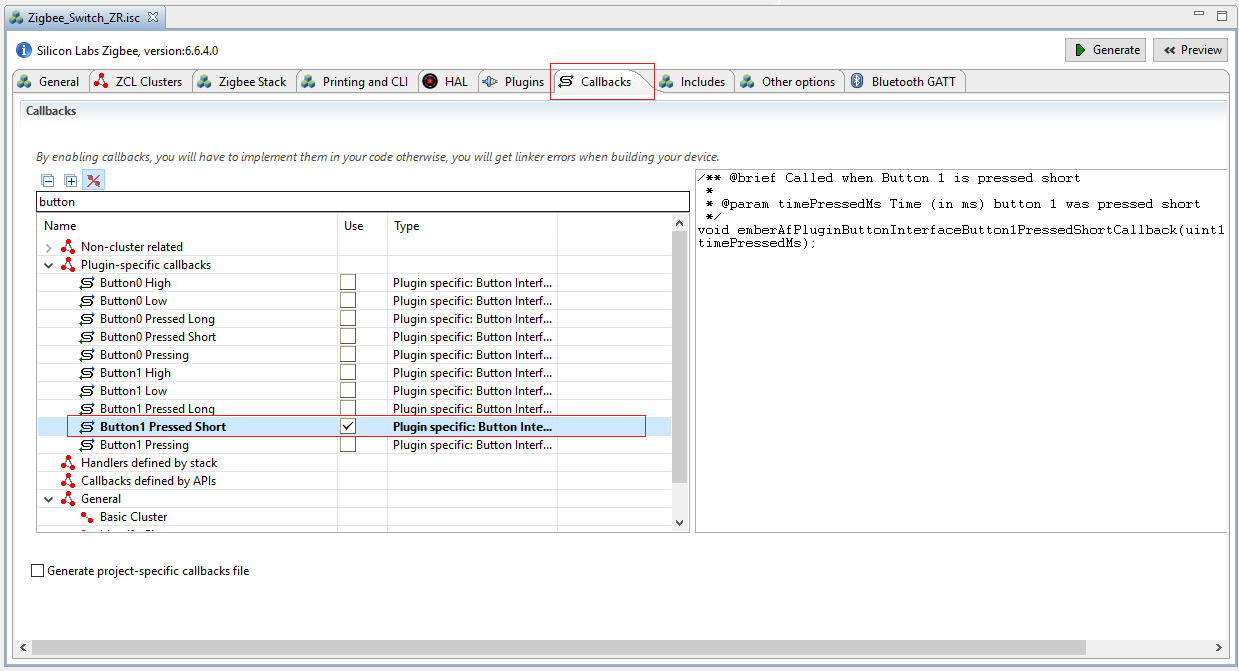 Zigbee_Switch_ZR.isc
Silicon Labs Zigbee, version:6.6.4.0
Generate
Preview
General
ZCL Clusters
Zigbee Stack
Printing and CLI
HAL
Plugins
Callbacks
Includes
Other options
Bluetooth GATT
Callbacks
By enabling callbacks, you will have to implement them in your code otherwise, you will get linker errors when building your device.
button
Name Use Type
Non-cluster related
Plugin-specific callbacks
Button0 High Plugin specific: Button Interf...
Button0 Low Plugin specific: Button Interf...
Button0 Pressed Long Plugin specific: Button Interf...
Button0 Pressed Short Plugin specific: Button Interf...
Button0 Pressing Plugin specific: Button Interf...
Button1 High Plugin specific: Button Interf...
Button1 Low Plugin specific: Button Interf...
Button1 Pressed Long Plugin specific: Button Interf...
Button1 Pressed Short Plugin specific: Button Inte...
Button1 Pressing Plugin specific: Button Interf...
Handlers defined by stack
Callbacks defined by APIs
General
Basic Cluster
/** @brief Called when Button 1 is pressed short
*
* @param timePressedMs Time (in ms) button 1 was pressed short
*/
void emberAfPluginButtonInterfaceButton1PressedShortCallback(uint1
timePressedMs);
Generate project-specific callbacks file